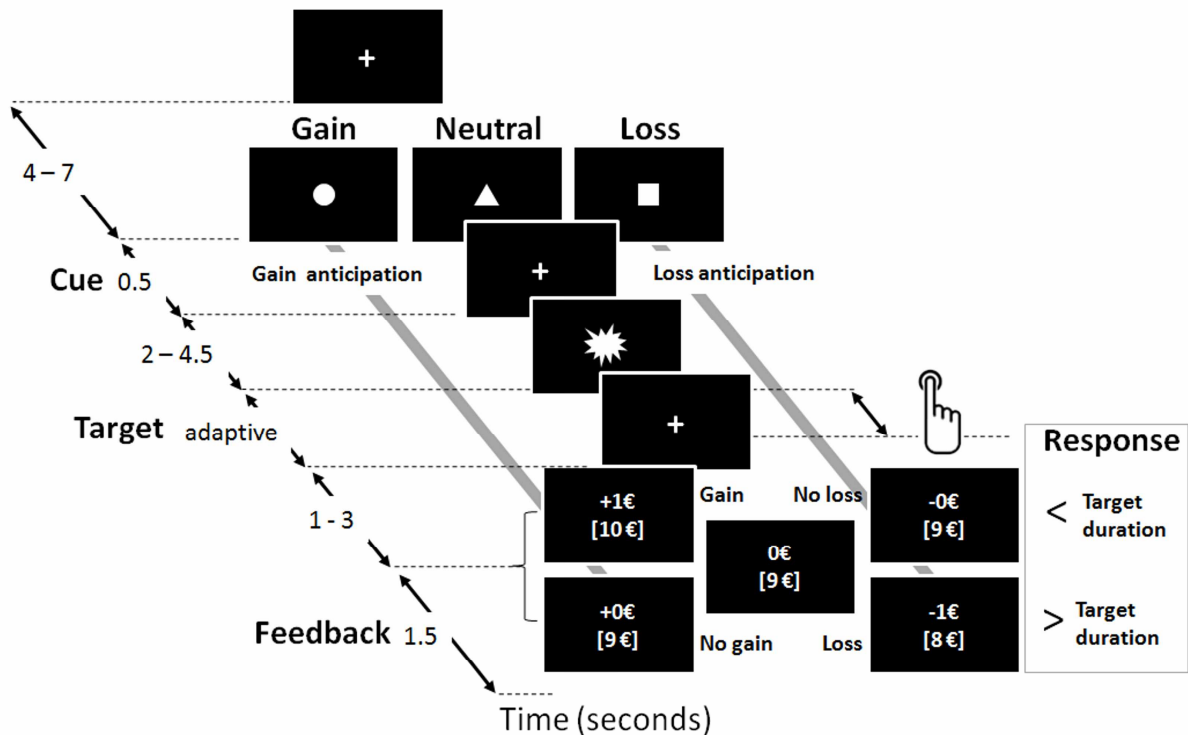 Gain
Neutral
Loss
4 – 7
Cue 0.5
Gain anticipation
Loss anticipation
2 – 4.5
Target adaptive
Response
1 - 3
+1€
[10 €]
Gain
No loss
-0€
[9 €]
< Target
duration
0€
[9 €]
Feedback 1.5
+0€
[9 €]
No gain
Loss
-1€
[8 €]
> Target
duration
Time (seconds)